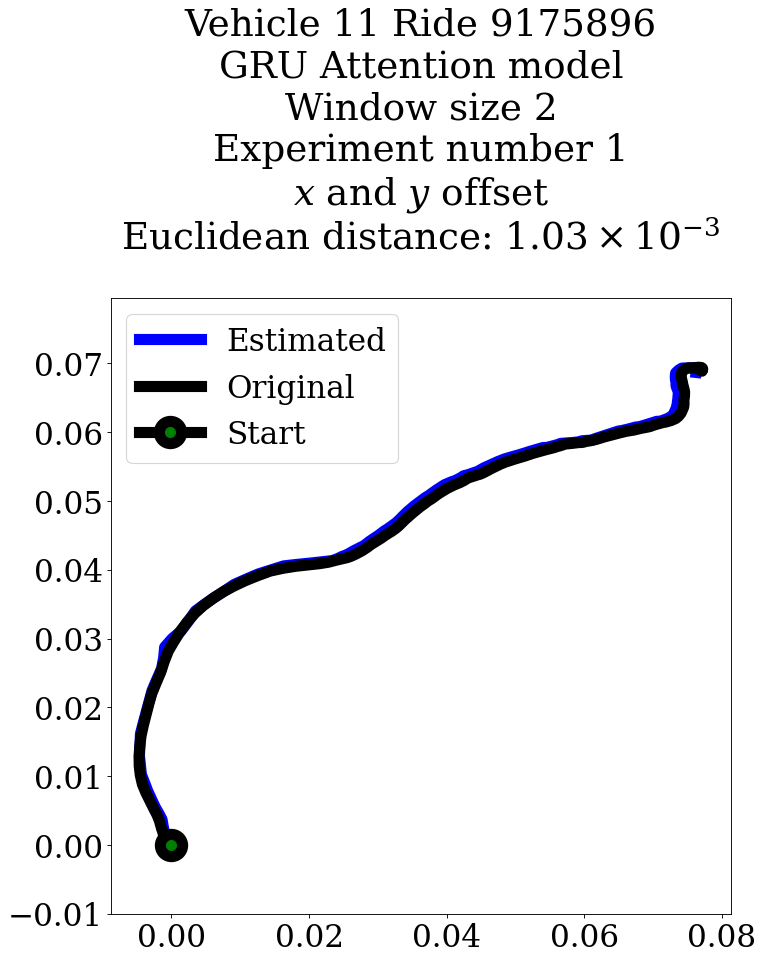 Vehicle 11 Ride 9175896
GRU Attention model
Window size 2
Experiment number 1
x and y offset
Euclidean distance: 1.03 × 10⁻³
Estimated
Original
Start
0.07
0.06
0.05
0.04
0.03
0.02
0.01
0.00
−0.01
0.00 0.02 0.04 0.06 0.08